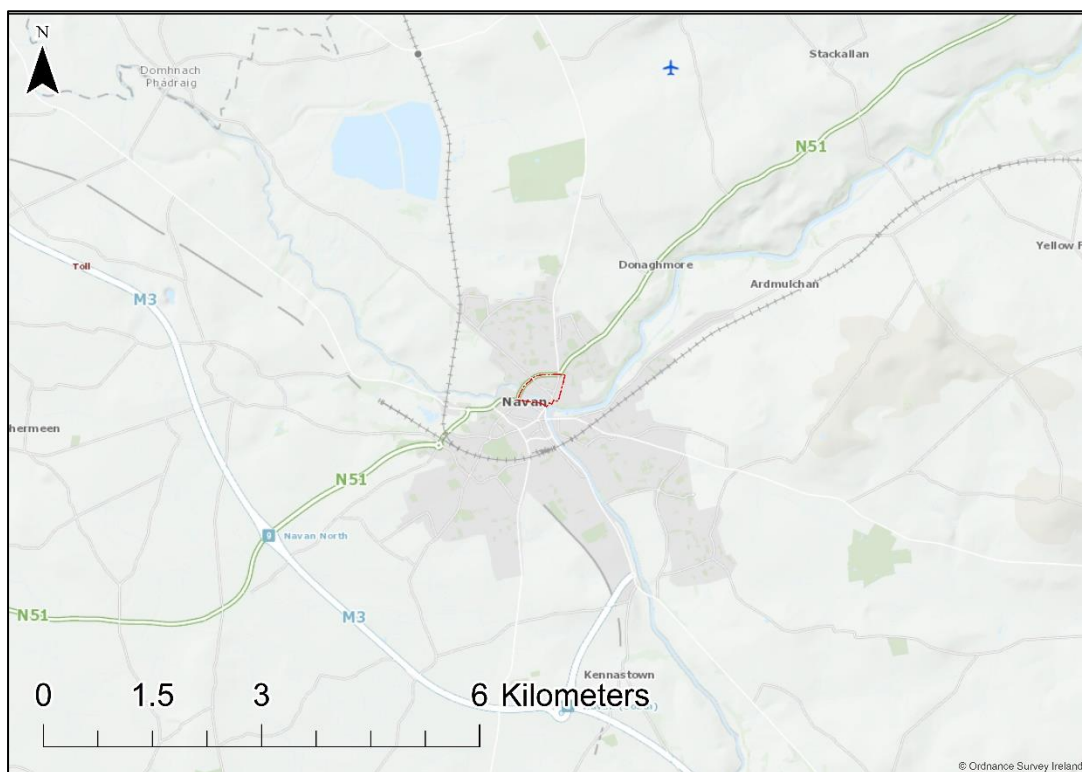 N
Stackallan
Domhnach
Phádraig
N51
Donaghmore
Yellow F
Toll
Ardmulchan
M3
Navan
hermeen
N51
9
Navan North
N51
M3
Kennastown
0 1.5 3 6 Kilometers
© Ordnance Survey Ireland